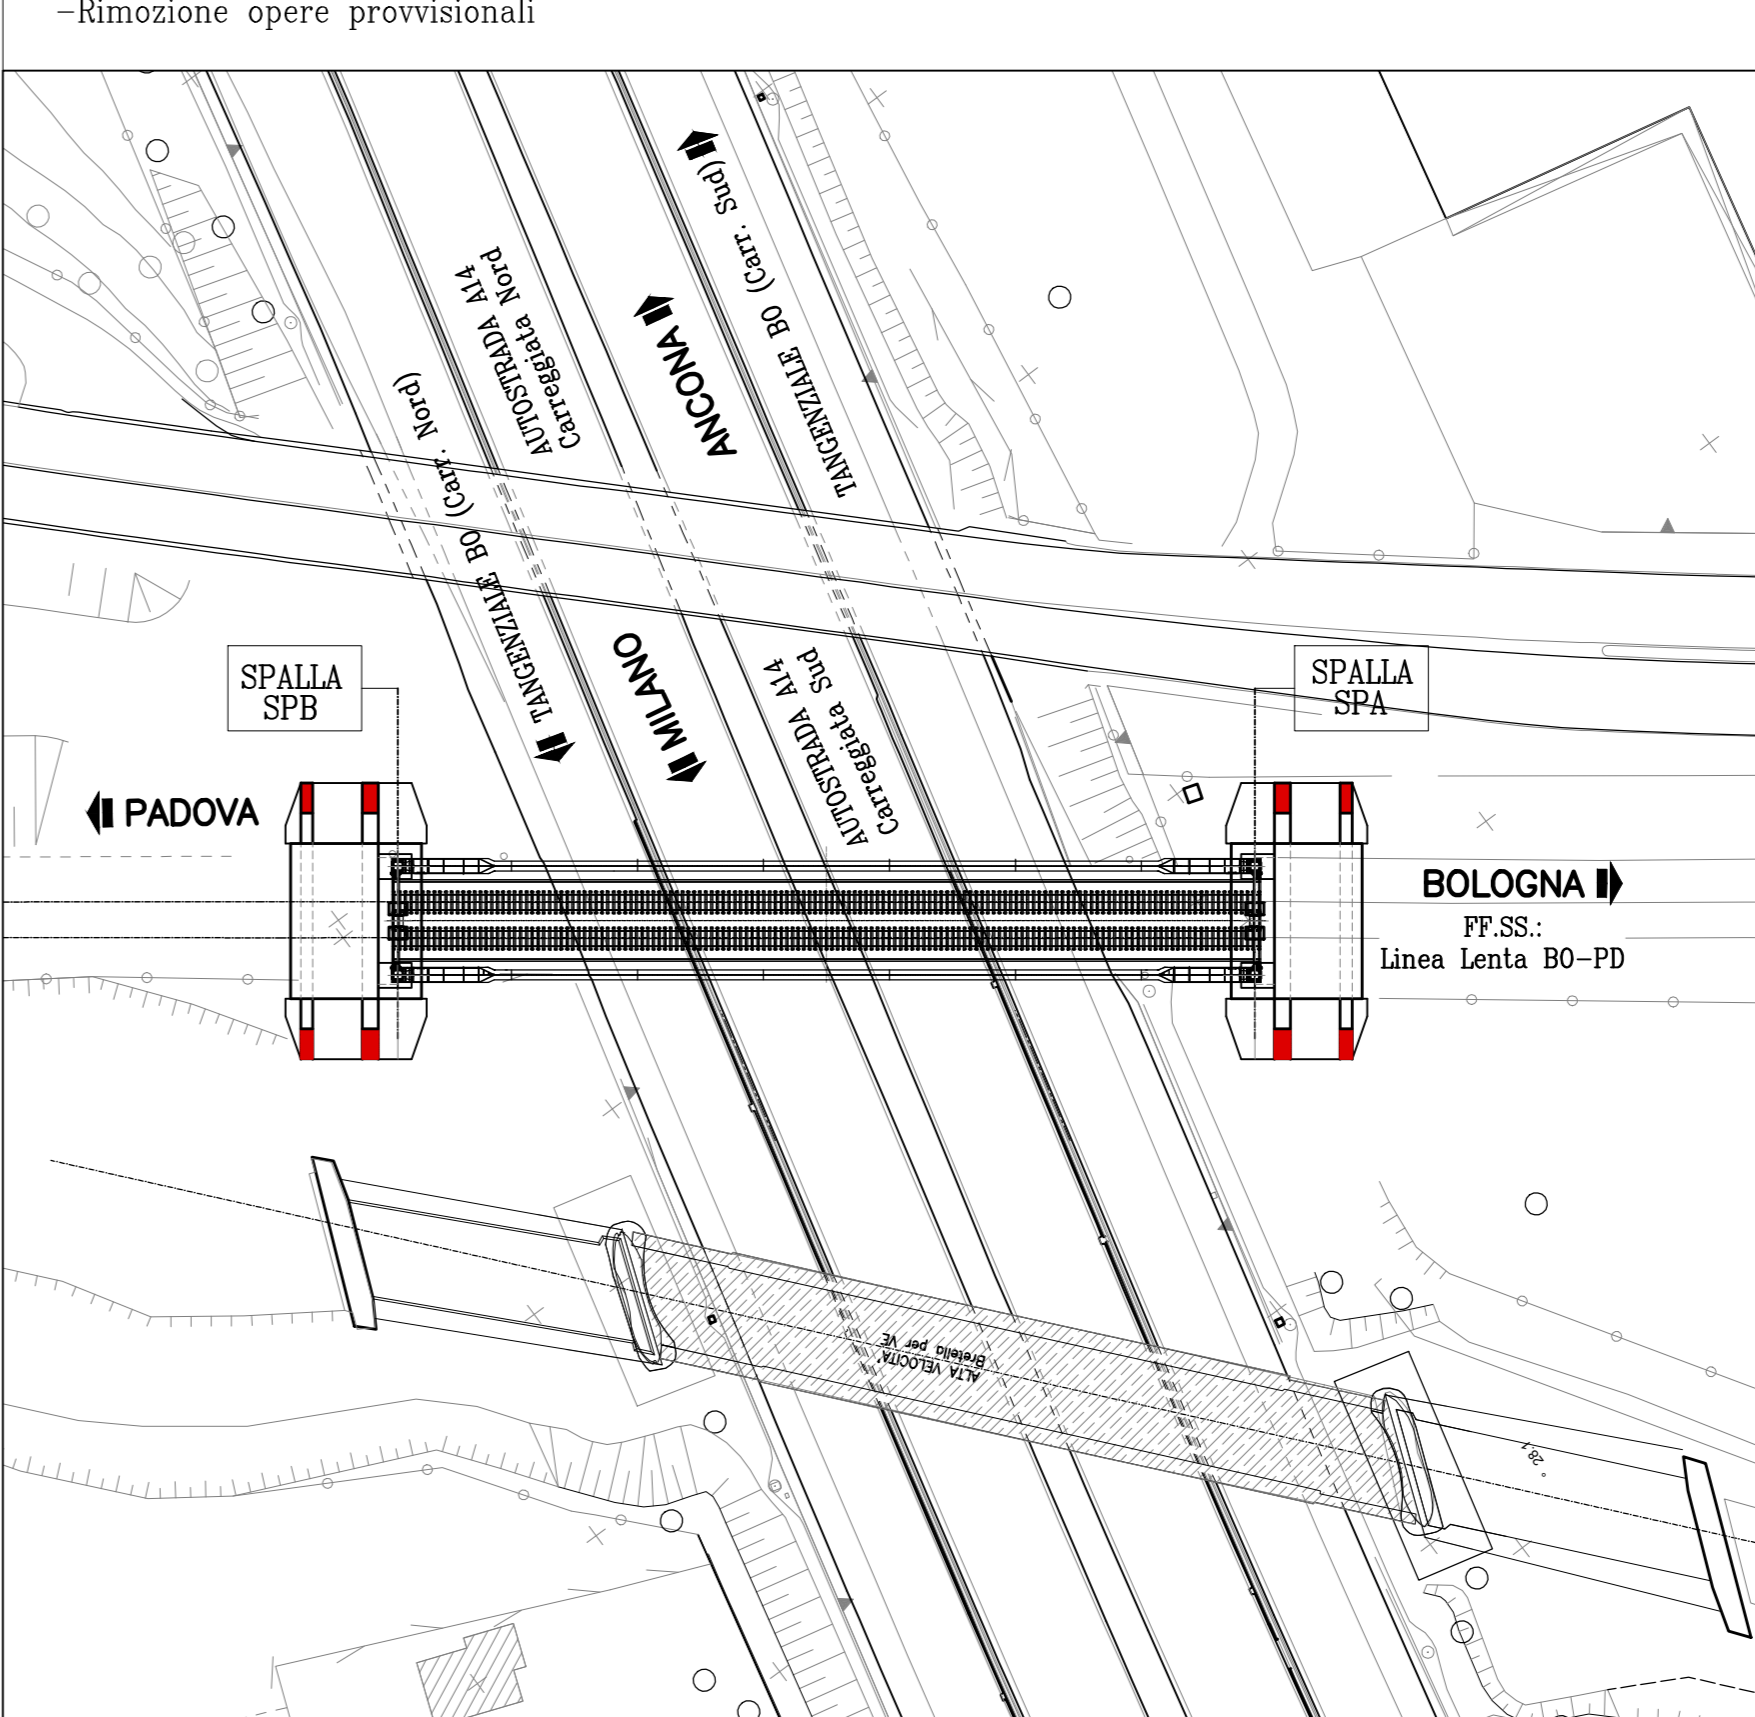 -Rimozione opere provvisionali
TANGENZIALE BO (Carr. Sud)
AUTOSTRADA A14
Carreggiata Nord
ANCONA
TANGENZIALE BO (Carr. Nord)
MILANO
AUTOSTRADA A14
Carreggiata Sud
SPALLA
SPB
SPALLA
SPA
PADOVA
BOLOGNA
FF.SS.:
Linea Lenta BO-PD
ALTA VELOCITA'
Bretella per VE
28.1